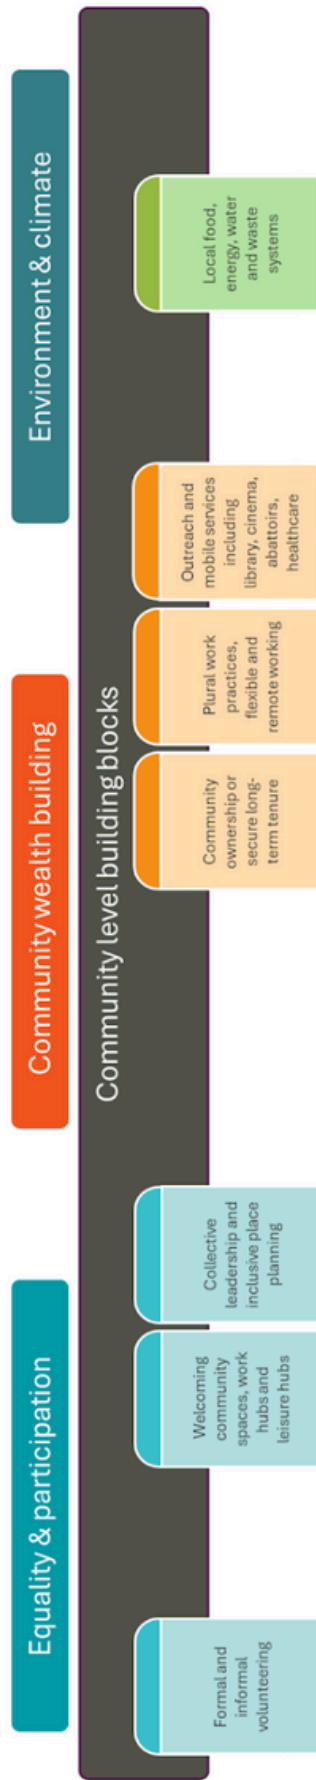 Equality & participation
Community wealth building
Environment & climate
Community level building blocks
Formal and
informal
volunteering
Welcoming
community
spaces, work
hubs and
leisure hubs
Collective
leadership and
inclusive place
planning
Community
ownership or
secure long-
term tenure
Plural work
practices,
flexible and
remote working
Outreach and
mobile services
including
library, cinema,
abattoirs,
healthcare
Local food,
energy, water
and waste
systems